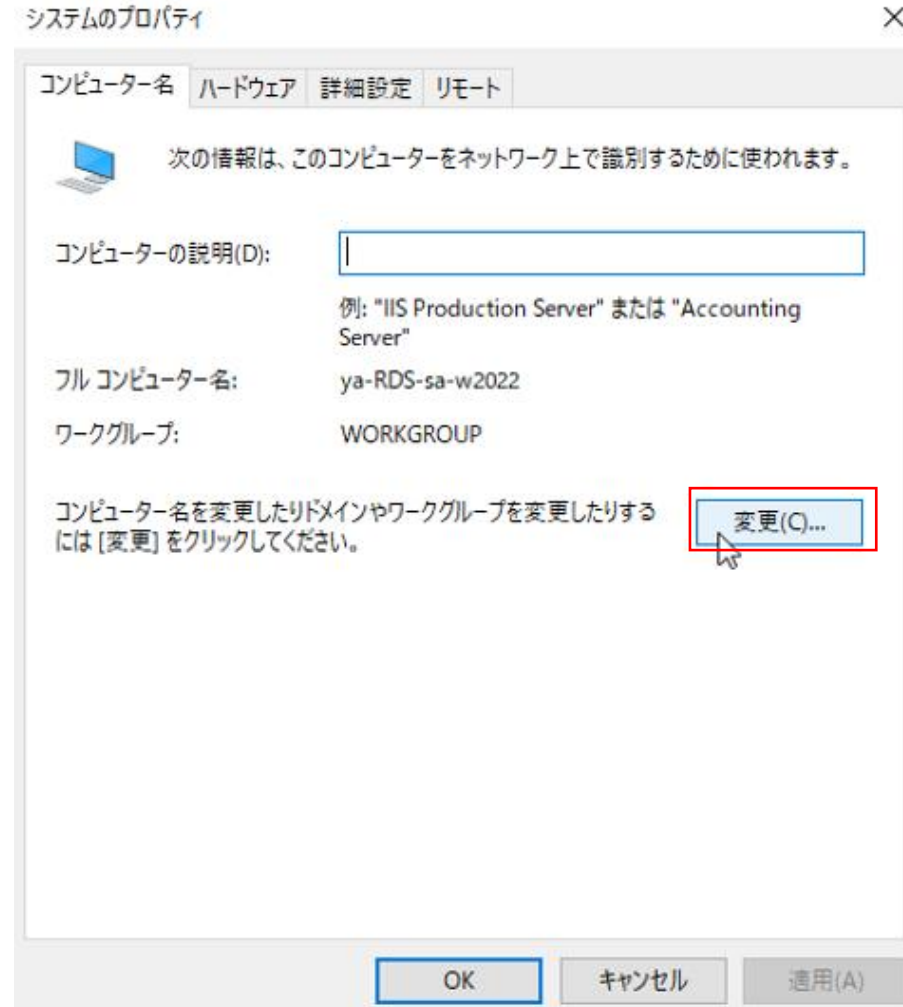 システムのプロパティ
コンピューター名 ハードウェア 詳細設定 リモート
次の情報は、このコンピューターをネットワーク上で識別するために使われます。
コンピューターの説明(D):
例: "IIS Production Server" または "Accounting
Server"
フル コンピューター名: ya-RDS-sa-w2022
ワークグループ: WORKGROUP
コンピューター名を変更したりドメインやワークグループを変更したりする
には [変更] をクリックしてください。
変更(C)...
OK キャンセル 適用(A)